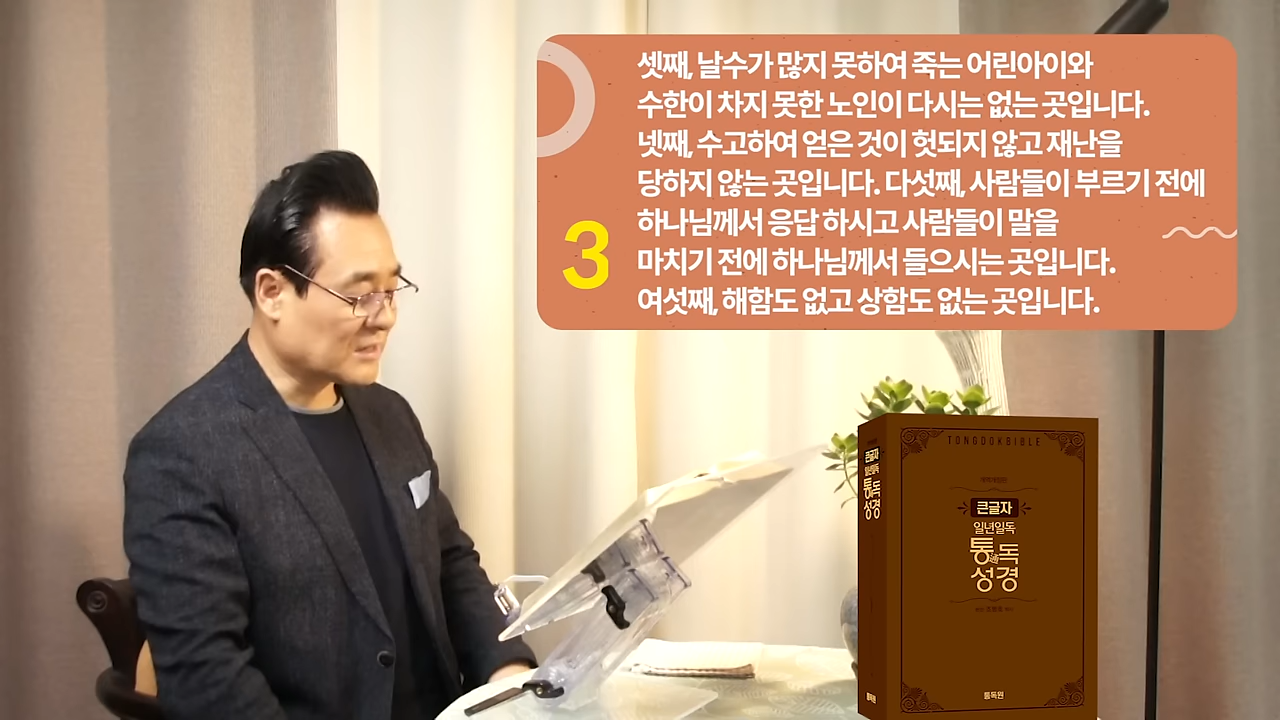 셋째, 날수가 많지 못하여 죽는 어린아이와
수한이 차지 못한 노인이 다시는 없는 곳입니다.
넷째, 수고하여 얻은 것이 헛되지 않고 재난을
당하지 않는 곳입니다. 다섯째, 사람들이 부르기 전에
하나님께서 응답 하시고 사람들이 말을
마치기 전에 하나님께서 들으시는 곳입니다.
여섯째, 해함도 없고 상함도 없는 곳입니다.
3
TONGDOKBIBLE
큰글자
일년일독
통독
성경
큰글자
일년일독
통독
성경
통독원
통독원